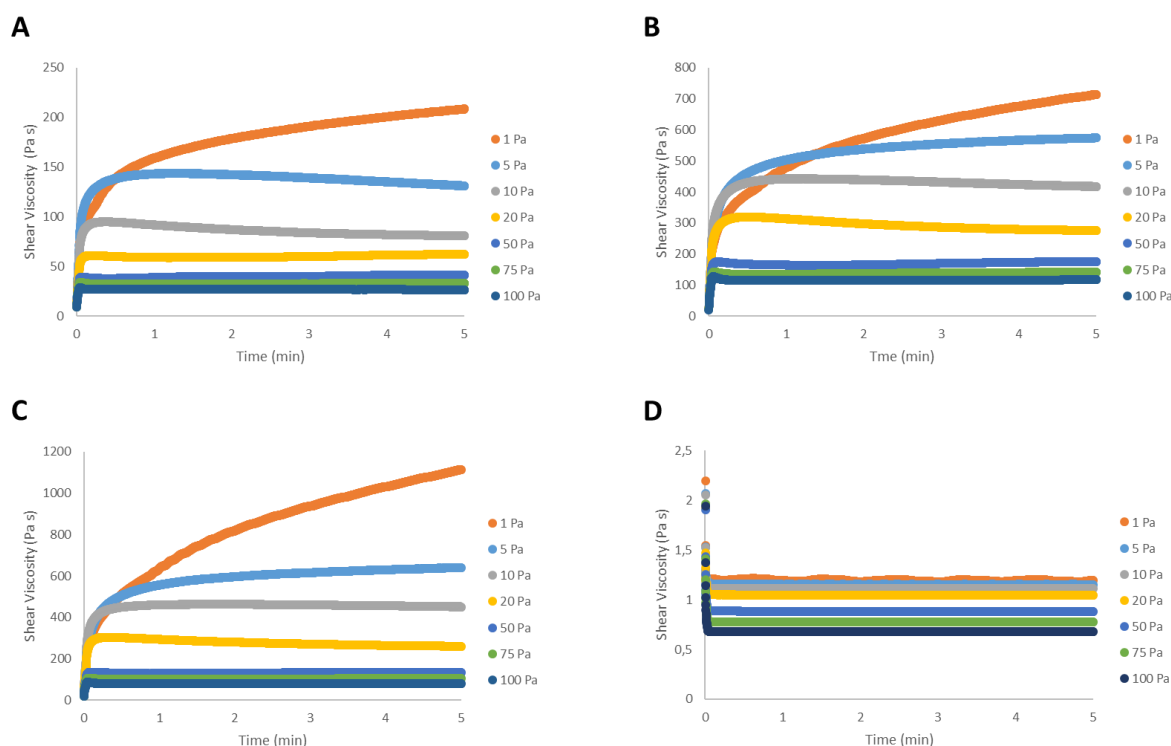 A
Shear Viscosity (Pa s)
250
200
150
100
50
0
0 1 2 3 4 5
Time (min)
1 Pa
5 Pa
10 Pa
20 Pa
50 Pa
75 Pa
100 Pa
B
Shear Viscosity (Pa s)
800
700
600
500
400
300
200
100
0
0 1 2 3 4 5
Tme (min)
1 Pa
5 Pa
10 Pa
20 Pa
50 Pa
75 Pa
100 Pa
C
Shear Viscosity (Pa s)
1200
1000
800
600
400
200
0
0 1 2 3 4 5
Time (min)
1 Pa
5 Pa
10 Pa
20 Pa
50 Pa
75 Pa
100 Pa
D
Shear Viscosity (Pa s)
2,5
2
1,5
1
0,5
0
0 1 2 3 4 5
Time (min)
1 Pa
5 Pa
10 Pa
20 Pa
50 Pa
75 Pa
100 Pa